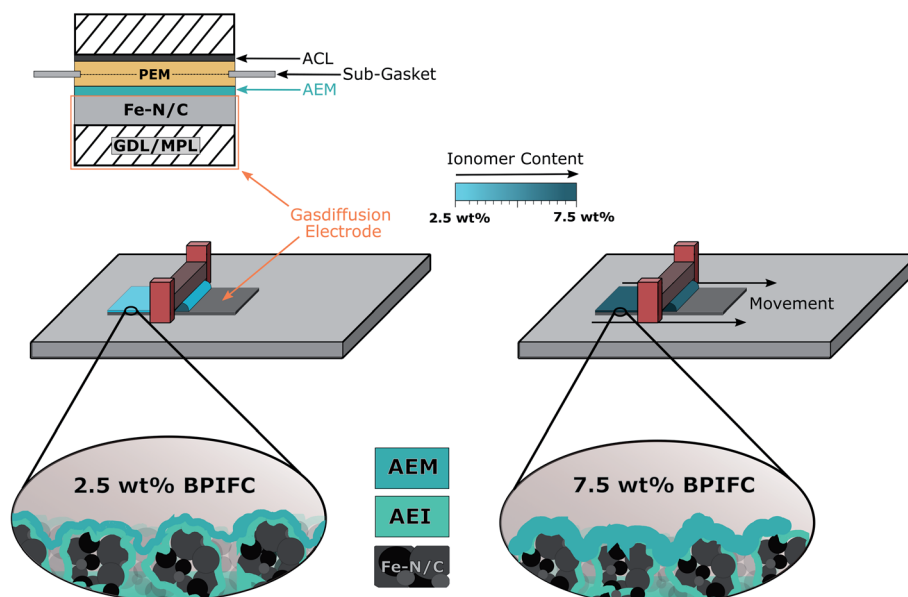 ACL
PEM
Sub-Gasket
AEM
Fe-N/C
GDL/MPL
Gasdiffusion
Electrode
Ionomer Content
2.5 wt%
7.5 wt%
Movement
2.5 wt% BPIFC
AEM
AEI
Fe-N/C
7.5 wt% BPIFC